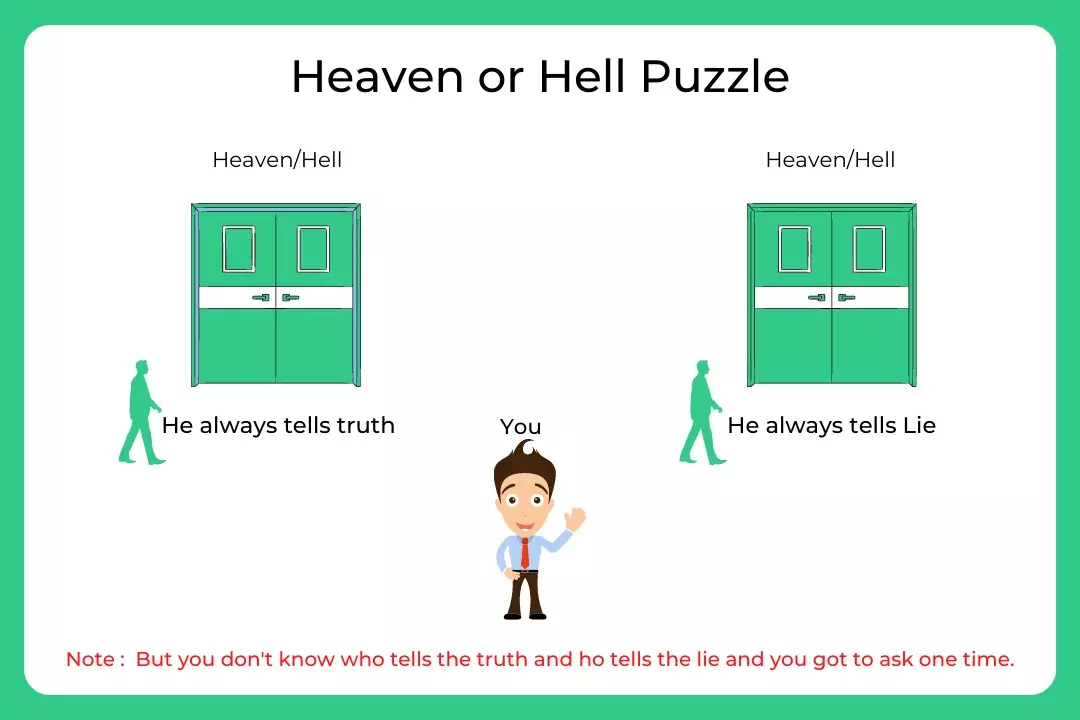 Heaven or Hell Puzzle
Heaven/Hell
Heaven/Hell
He always tells truth
You
He always tells Lie
Note :  But you don't know who tells the truth and ho tells the lie and you got to ask one time.